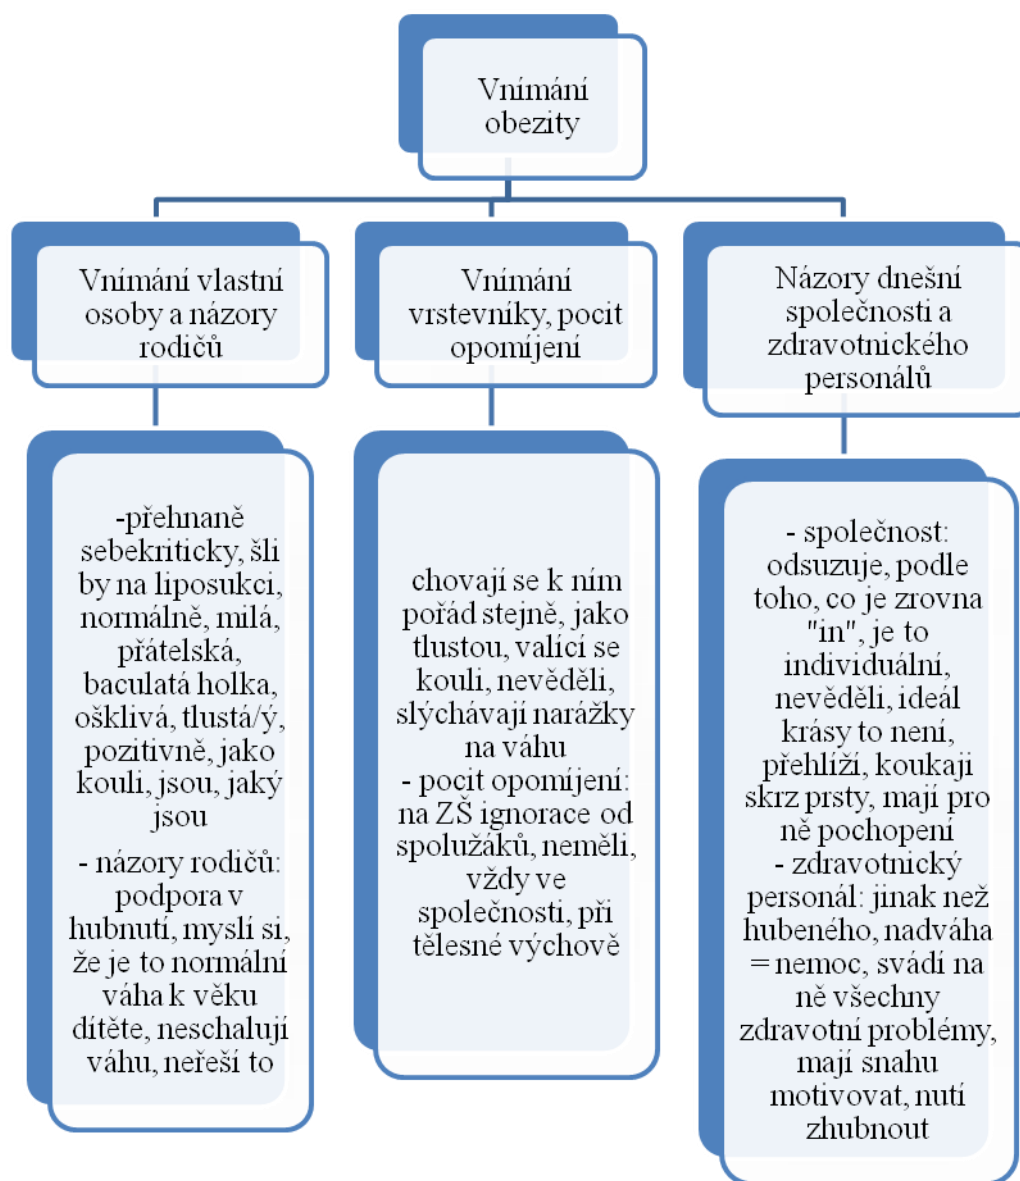 Vnímání
obezity
Vnímání vlastní
osoby a názory
rodičů
Vnímání
vrstevníky, pocit
opomíjení
Názory dnešní
společnosti a
zdravotnického
personálů
-přehnaně
sebekriticky, šli
by na liposukci,
normálně, milá,
přátelská,
baculatá holka,
ošklivá, tlustá/ý,
pozitivně, jako
kouli, jsou, jaký
jsou
- názory rodičů:
podpora v
hubnutí, myslí si,
že je to normální
váha k věku
dítěte, neschalují
váhu, neřeší to
chovají se k ním
pořád stejně, jako
tlustou, valící se
kouli, nevěděli,
slýchávají narážky
na váhu
- pocit opomíjení:
na ZŠ ignorace od
spolužáků, neměli,
vždy ve
společnosti, při
tělesné výchově
- společnost:
odsuzuje, podle
toho, co je zrovna
"in", je to
individuální,
nevěděli, ideál
krásy to není,
přehlíží, koukaji
skrz prsty, mají pro
ně pochopení
- zdravotnický
personál: jinak než
hubeného, nadváha
= nemoc, svádí na
ně všechny
zdravotní problémy,
mají snahu
motivovat, nutí
zhubnout